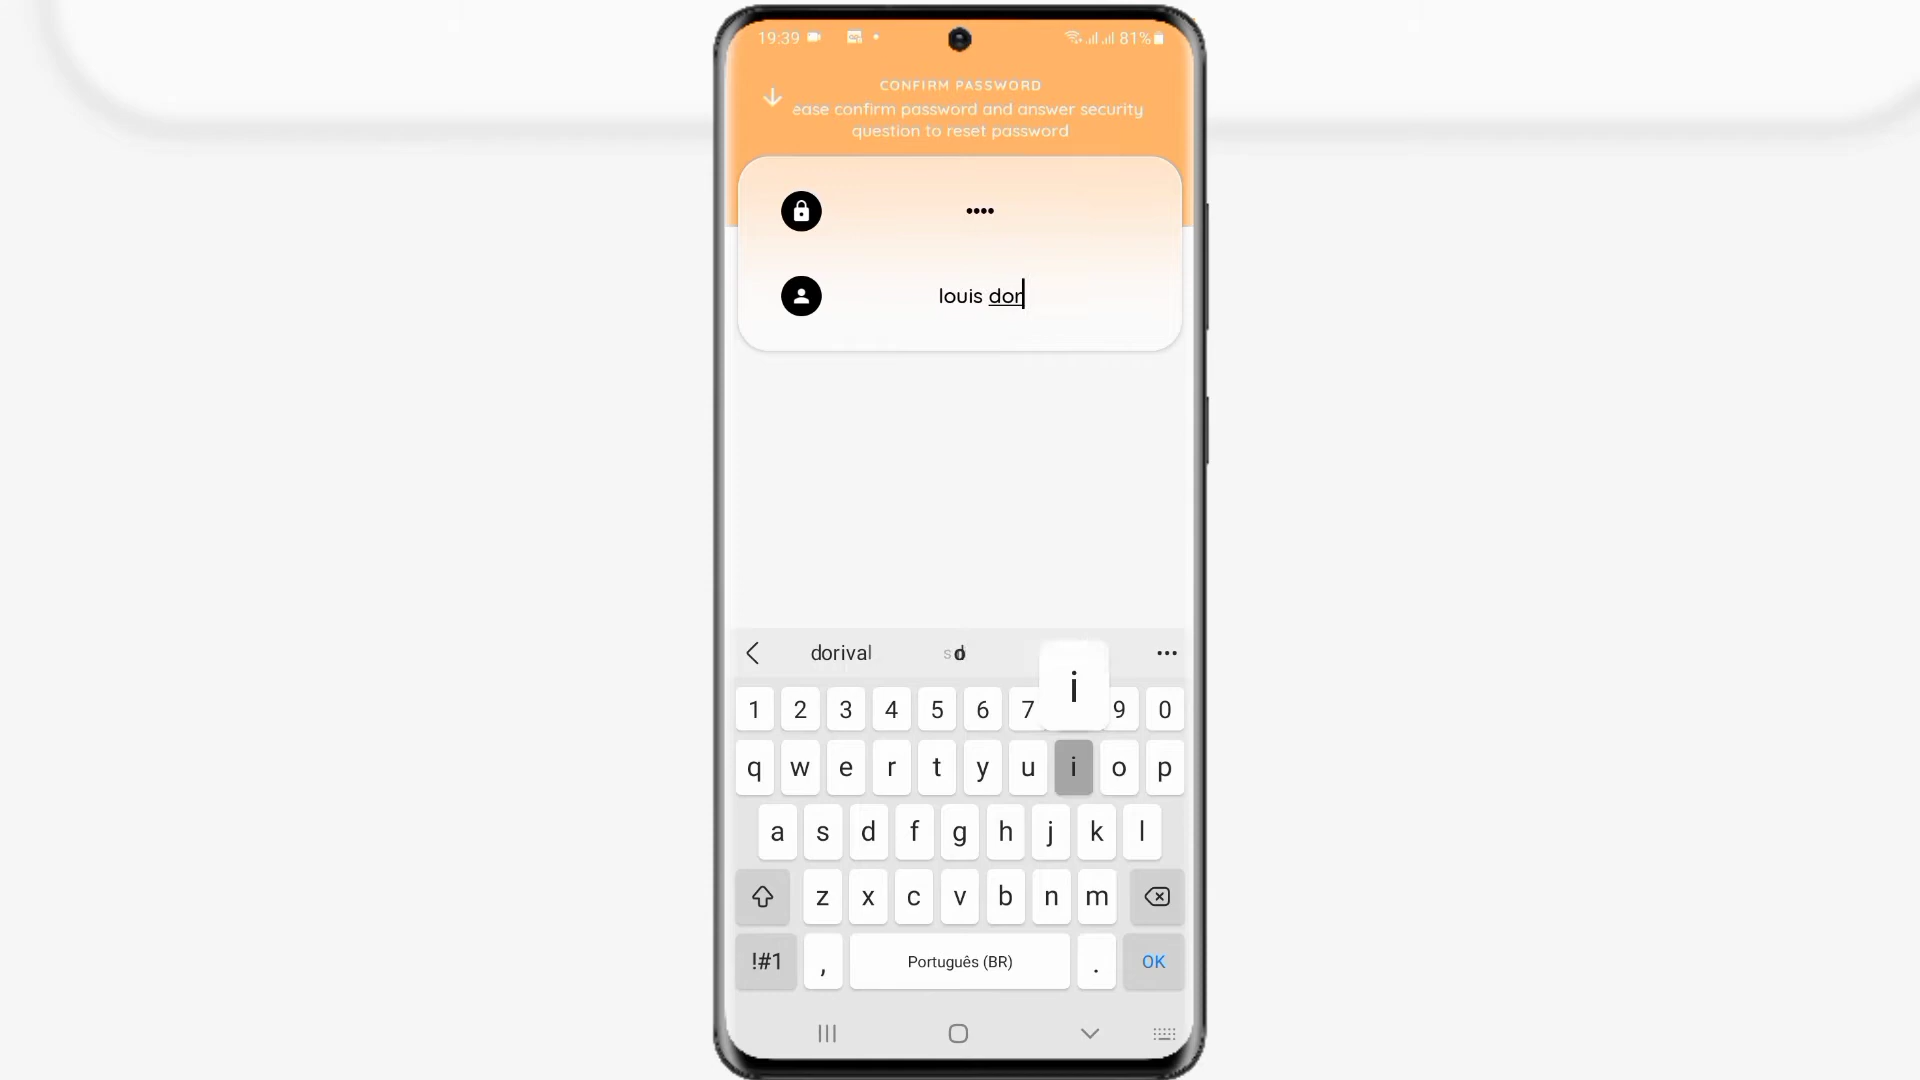 19:39 81%
CONFIRM PASSWORD
ease confirm password and answer security
question to reset password
••••
louis dor
dorival
i
1 2 3 4 5 6 7 9 0
q w e r t y u i o p
a s d f g h j k l
z x c v b n m
!#1 , Português (BR) . OK